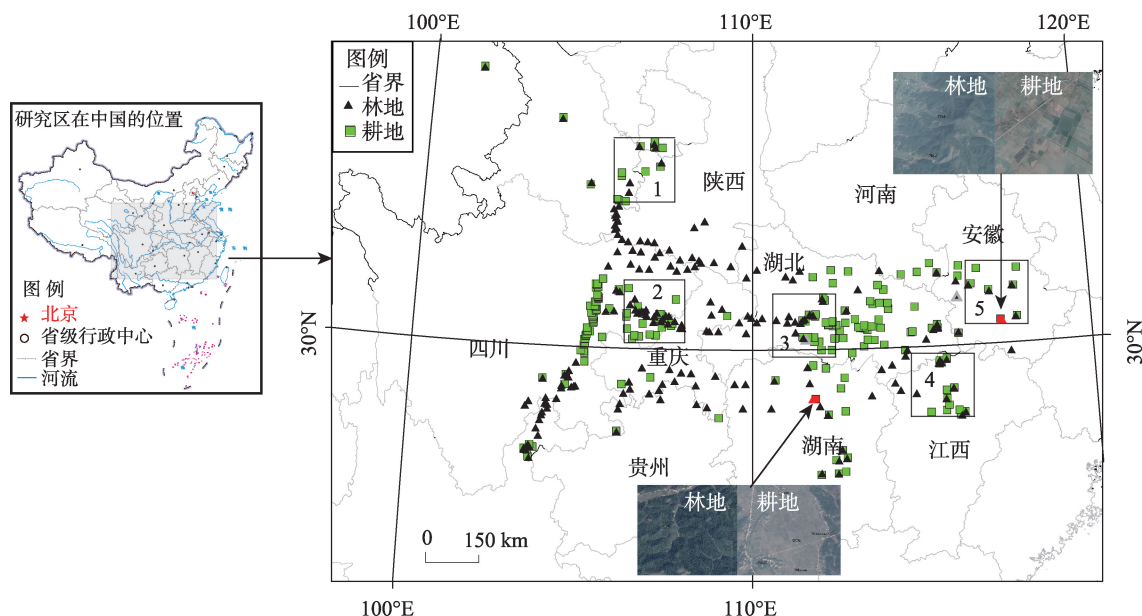 100°E
110°E
120°E
图例
省界
林地
耕地
林地
耕地
研究区在中国的位置
图 例
北京
省级行政中心
省界
河流
1
陕西
河南
安徽
湖北
2
5
30°N
3
30°N
四川
重庆
4
湖南
江西
贵州
林地
耕地
0
150 km
100°E
110°E